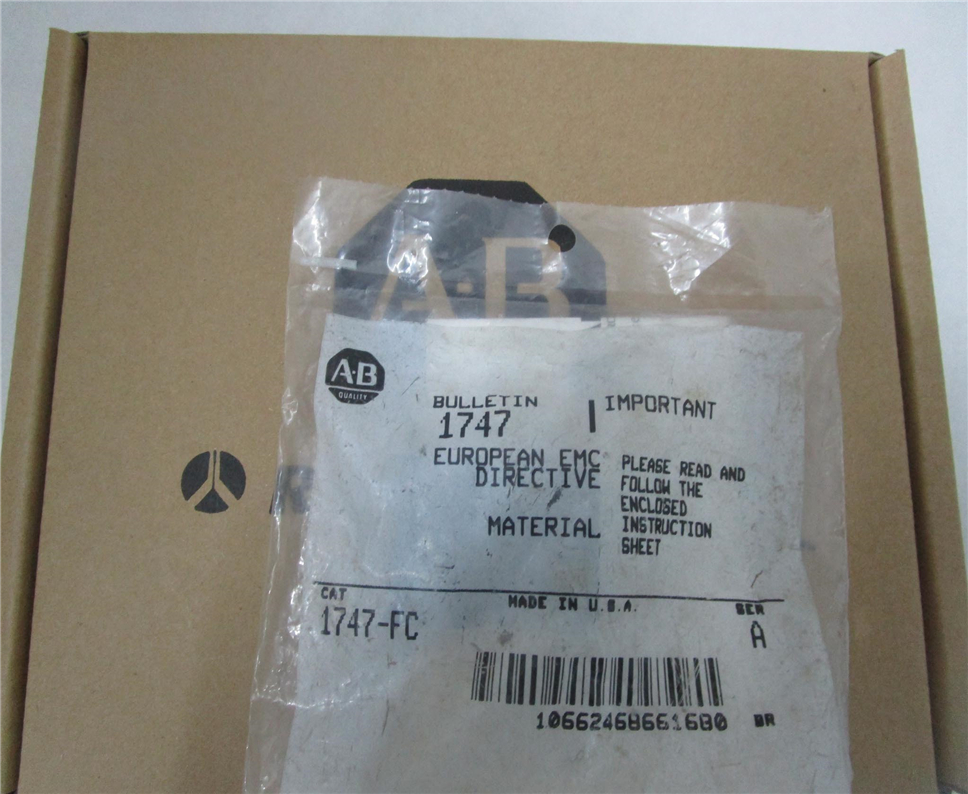 A·B
A·B
QUALITY
BULLETIN
1747
IMPORTANT
EUROPEAN EMC
DIRECTIVE
MATERIAL
PLEASE READ AND
FOLLOW THE
ENCLOSED
INSTRUCTION
SHEET
CAT
1747-FC
MADE IN U.S.A.
SER
A
BR